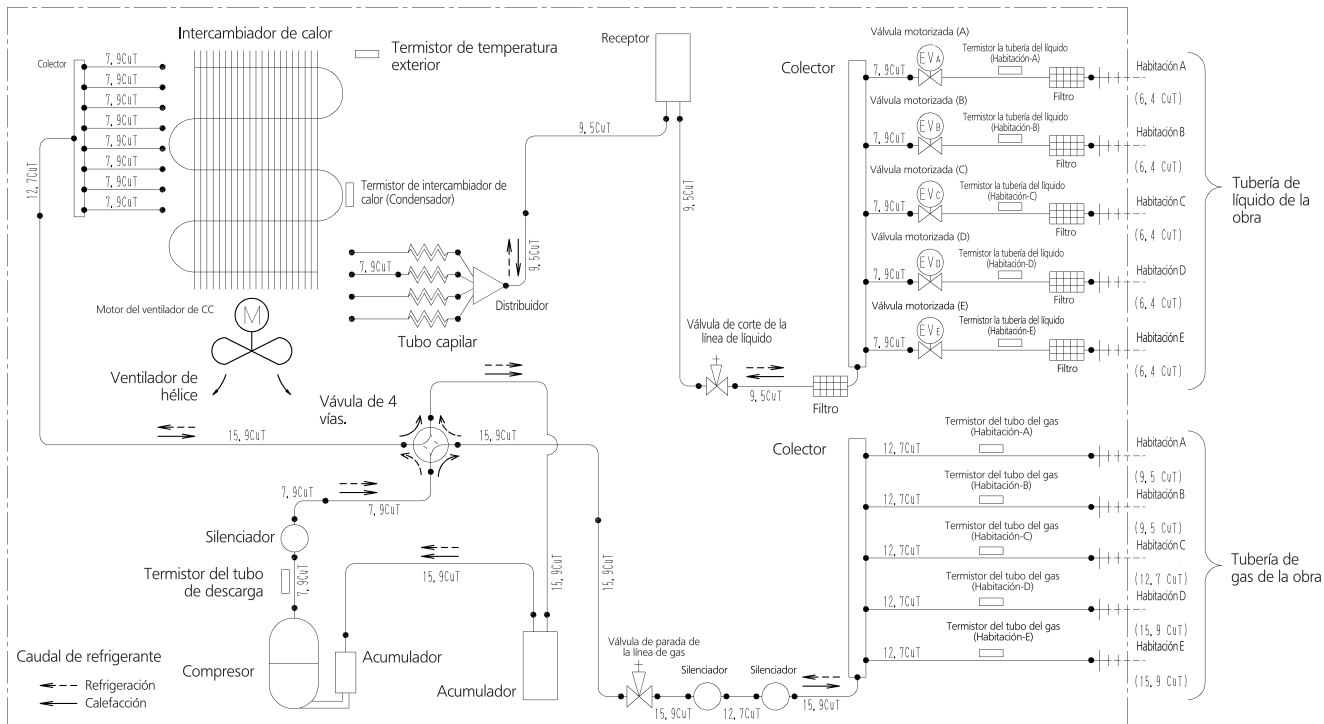 Intercambiador de calor
Colector
7,9CuT
7,9CuT
7,9CuT
7,9CuT
7,9CuT
7,9CuT
7,9CuT
7,9CuT
12,7CuT
Termistor de temperatura
exterior
Termistor de intercambiador de
calor (Condensador)
7,9CuT
Tubo capilar
Distribuidor
9,5CuT
9,5CuT
Receptor
9,5CuT
Motor del ventilador de CC
M
Ventilador de
hélice
Válvula de corte de la
línea de líquido
9,5CuT
Filtro
Colector
Válvula motorizada (A)
EVA
7,9CuT
Termistor la tubería del líquido
(Habitación-A)
Filtro
Habitación A
(6,4 CuT)
Válvula motorizada (B)
EVB
7,9CuT
Termistor la tubería del líquido
(Habitación-B)
Filtro
Habitación B
(6,4 CuT)
Válvula motorizada (C)
EVC
7,9CuT
Termistor la tubería del líquido
(Habitación-C)
Filtro
Habitación C
(6,4 CuT)
Válvula motorizada (D)
EVD
7,9CuT
Termistor la tubería del líquido
(Habitación-D)
Filtro
Habitación D
(6,4 CuT)
Válvula motorizada (E)
EVE
7,9CuT
Termistor la tubería del líquido
(Habitación-E)
Filtro
Habitación E
(6,4 CuT)
Tubería de
líquido de la
obra
Vávula de 4
vías.
15,9CuT
15,9CuT
7,9CuT
7,9CuT
Silenciador
Termistor del tubo
de descarga
7,9CuT
Compresor
Acumulador
15,9CuT
15,9CuT
Acumulador
15,9CuT
Válvula de parada de
la línea de gas
15,9CuT
Silenciador
12,7CuT
Silenciador
15,9CuT
Colector
12,7CuT
Termistor del tubo del gas
(Habitación-A)
Habitación A
(9,5 CuT)
12,7CuT
Termistor del tubo del gas
(Habitación-B)
Habitación B
(9,5 CuT)
12,7CuT
Termistor del tubo del gas
(Habitación-C)
Habitación C
(12,7 CuT)
12,7CuT
Termistor del tubo del gas
(Habitación-D)
Habitación D
(15,9 CuT)
12,7CuT
Termistor del tubo del gas
(Habitación-E)
Habitación E
(15,9 CuT)
Tubería de
gas de la obra
Caudal de refrigerante
Refrigeración
Calefacción